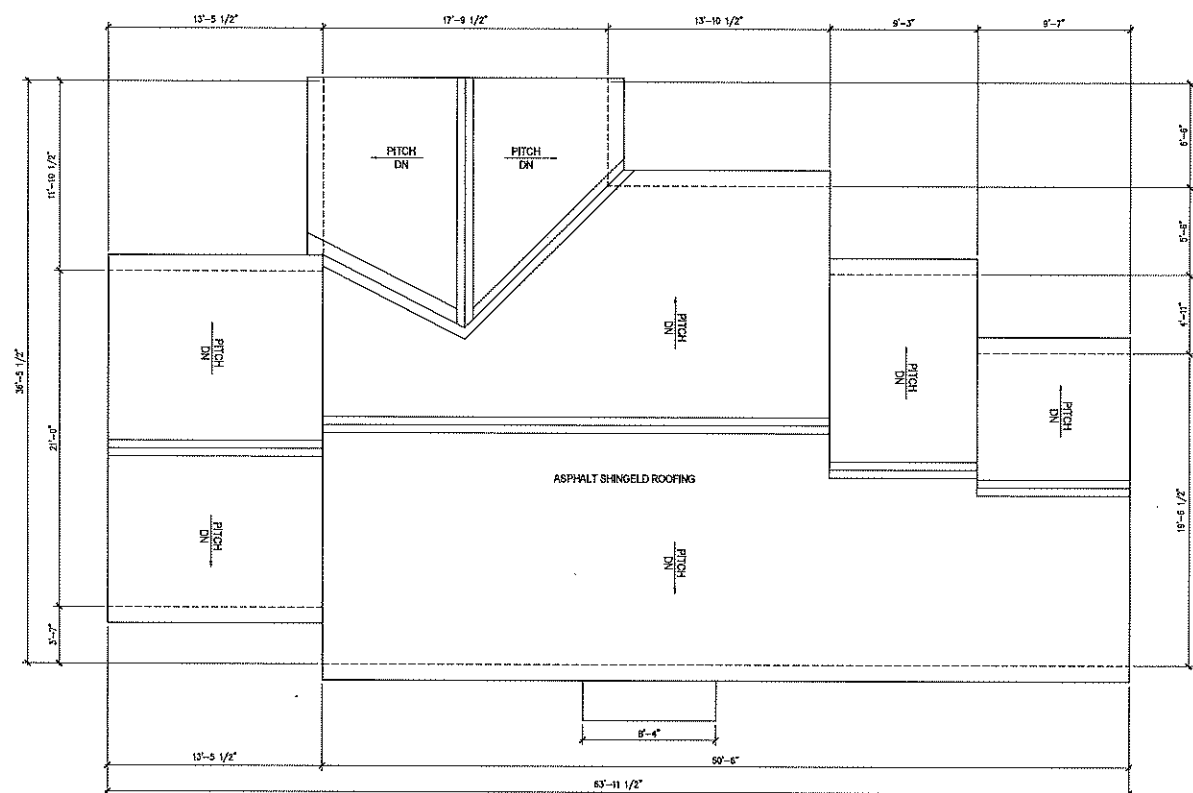 13'-5 1/2"
17'-9 1/2"
13'-10 1/2"
9'-3"
9'-7"
PITCH
DN
PITCH
DN
6'-6"
11'-10 1/2"
5'-6"
4'-11"
PITCH
DN
PITCH
DN
PITCH
DN
PITCH
DN
36'-5 1/2"
21'-0"
ASPHALT SHINGELD ROOFING
19'-6 1/2"
PITCH
DN
PITCH
DN
3'-7"
8'-4"
13'-5 1/2"
50'-6"
63'-11 1/2"